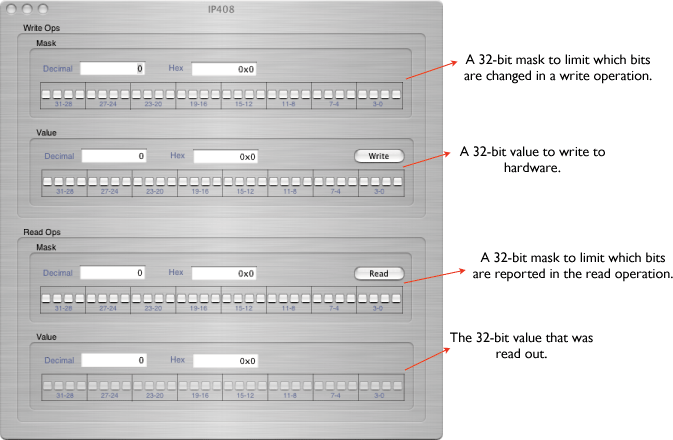 IP408
Write Ops
Mask
Decimal 0 Hex 0x0
31-28 27-24 23-20 19-16 15-12 11-8 7-4 3-0
A 32-bit mask to limit which bits
are changed in a write operation.
Value
Decimal 0 Hex 0x0 Write
31-28 27-24 23-20 19-16 15-12 11-8 7-4 3-0
A 32-bit value to write to
hardware.
Read Ops
Mask
Decimal 0 Hex 0x0 Read
31-28 27-24 23-20 19-16 15-12 11-8 7-4 3-0
A 32-bit mask to limit which bits
are reported in the read operation.
Value
Decimal 0 Hex 0x0
31-28 27-24 23-20 19-16 15-12 11-8 7-4 3-0
The 32-bit value that was
read out.